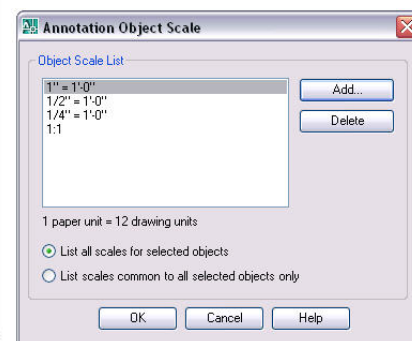 Annotation Object Scale
Object Scale List
1" = 1'-0"
1/2" = 1'-0"
1/4" = 1'-0"
1:1
Add...
Delete
1 paper unit = 12 drawing units
List all scales for selected objects
List scales common to all selected objects only
OK Cancel Help